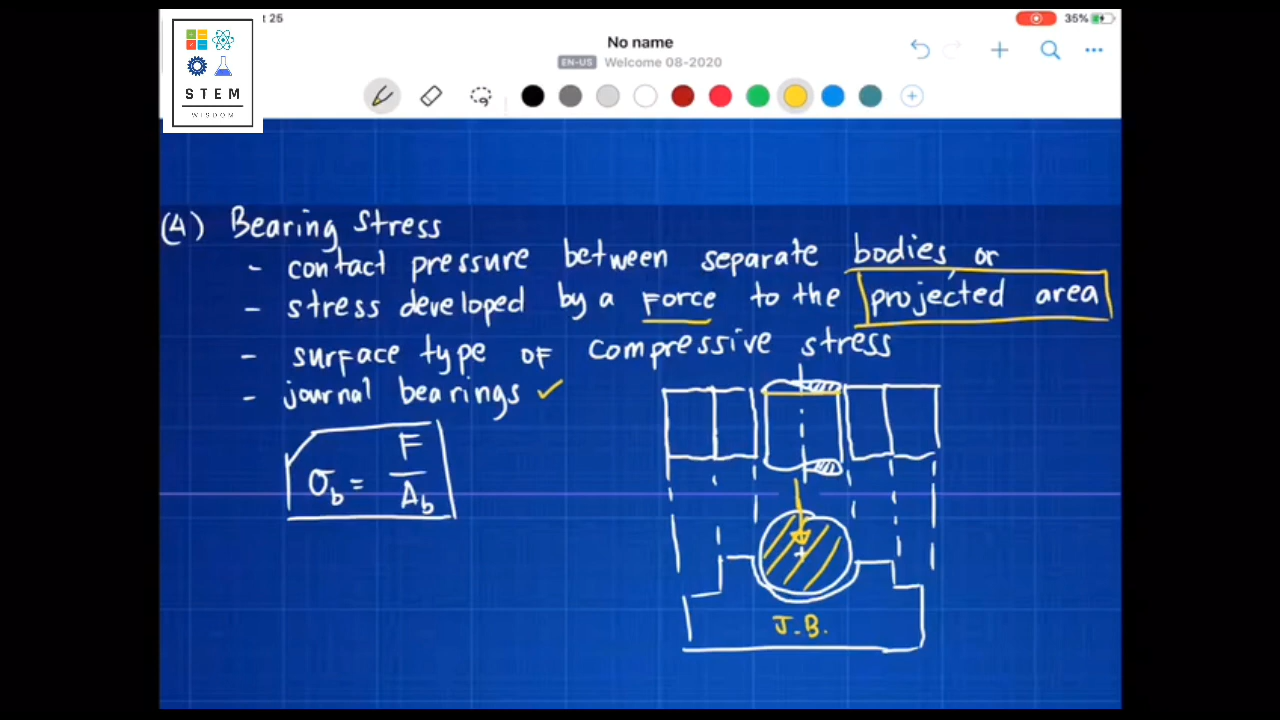 t 25
35%
No name
EN-US Welcome 08-2020
STEM
WISDOM
(4) Bearing Stress
- contact pressure between separate bodies, or
- stress developed by a Force to the projected area
- surface type of compressive stress
- journal bearings ✓
σb = F
Ab
J.B.